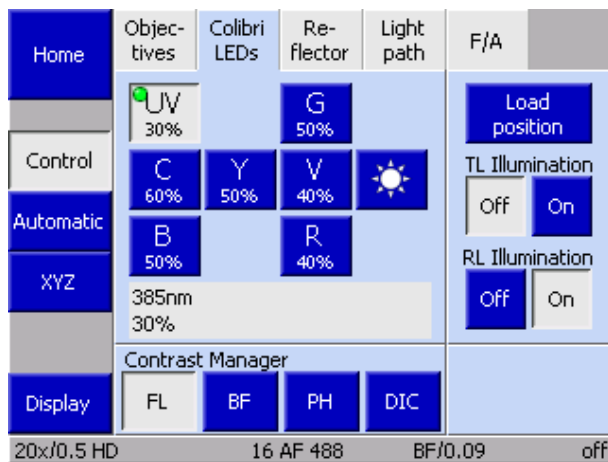 Home
Objec-
tives
Colibri
LEDs
Re-
flector
Light
path
F/A
UV
30%
G
50%
Load
position
Control
C
60%
Y
50%
V
40%
TL Illumination
Off
On
Automatic
B
50%
R
40%
RL Illumination
Off
On
XYZ
385nm
30%
Contrast Manager
Display
FL
BF
PH
DIC
20x/0.5 HD
16 AF 488
BF/0.09
off